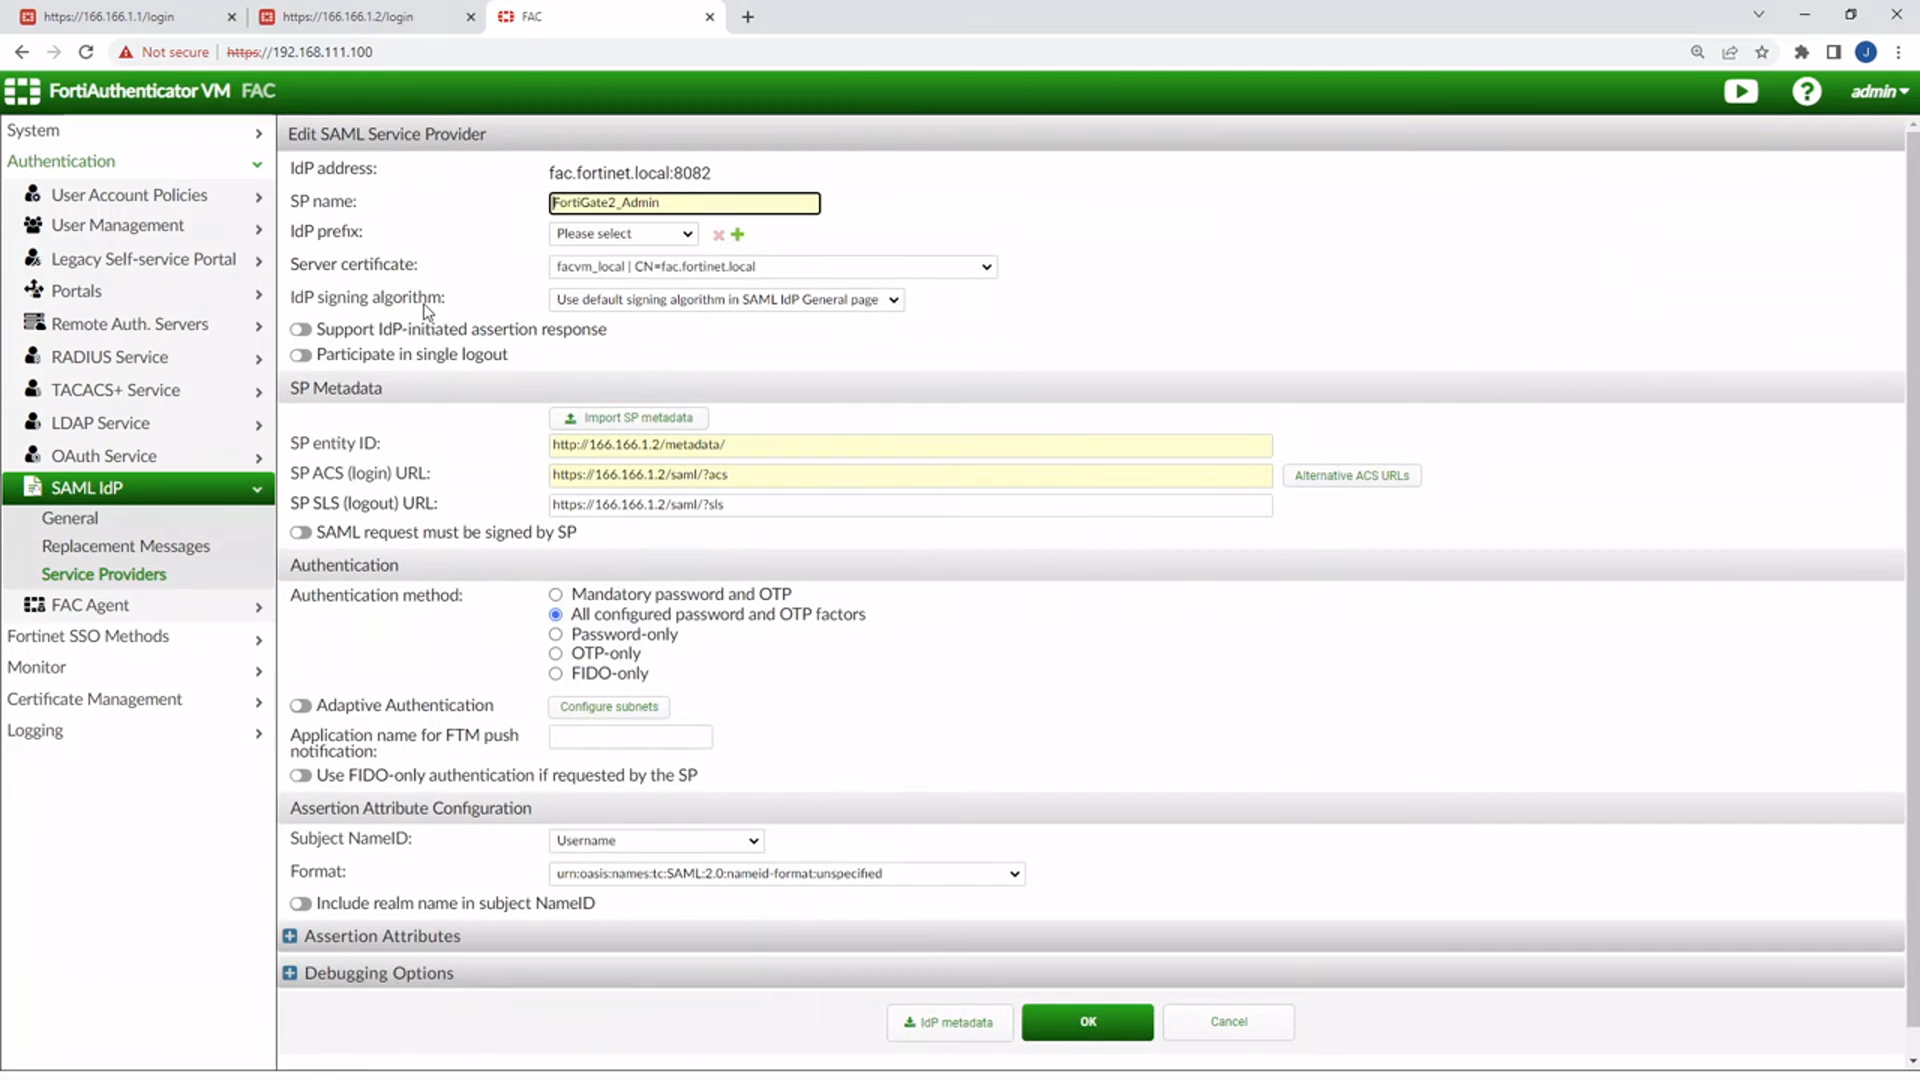 https://166.166.1.1/login
https://166.166.1.2/login
FAC
Not secure
https://192.168.111.100
J
FortiAuthenticator VM FAC
admin
System
Authentication
User Account Policies
User Management
Legacy Self-service Portal
Portals
Remote Auth. Servers
RADIUS Service
TACACS+ Service
LDAP Service
OAuth Service
SAML IdP
General
Replacement Messages
Service Providers
FAC Agent
Fortinet SSO Methods
Monitor
Certificate Management
Logging
Edit SAML Service Provider
IdP address: fac.fortinet.local:8082
SP name: FortiGate2_Admin
IdP prefix: Please select
Server certificate: facvm_local | CN=fac.fortinet.local
IdP signing algorithm: Use default signing algorithm in SAML IdP General page
Support IdP-initiated assertion response
Participate in single logout
SP Metadata
Import SP metadata
SP entity ID: http://166.166.1.2/metadata/
SP ACS (login) URL: https://166.166.1.2/saml/?acs Alternative ACS URLs
SP SLS (logout) URL: https://166.166.1.2/saml/?sls
SAML request must be signed by SP
Authentication
Authentication method: Mandatory password and OTP
All configured password and OTP factors
Password-only
OTP-only
FIDO-only
Adaptive Authentication Configure subnets
Application name for FTM push
notification:
Use FIDO-only authentication if requested by the SP
Assertion Attribute Configuration
Subject NameID: Username
Format: urn:oasis:names:tc:SAML:2.0:nameid-format:unspecified
Include realm name in subject NameID
Assertion Attributes
Debugging Options
IdP metadata OK Cancel